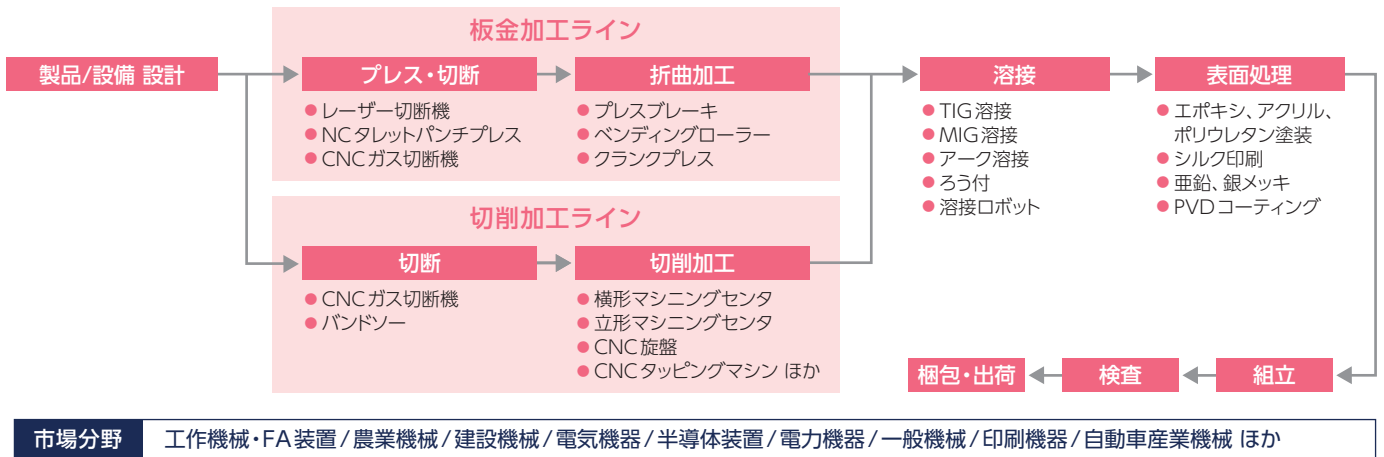 製品/設備 設計
板金加工ライン
プレス・切断
●レーザー切断機
●NCタレットパンチプレス
●CNCガス切断機
折曲加工
●プレスブレーキ
●ベンディングローラー
●クランクプレス
切削加工ライン
切断
●CNCガス切断機
●バンドソー
切削加工
●横形マシニングセンタ
●立形マシニングセンタ
●CNC旋盤
●CNCタッピングマシン ほか
溶接
●TIG溶接
●MIG溶接
●アーク溶接
●ろう付
●溶接ロボット
表面処理
●エポキシ、アクリル、
ポリウレタン塗装
●シルク印刷
●亜鉛、銀メッキ
●PVDコーティング
組立
検査
梱包・出荷
市場分野 工作機械・FA装置/農業機械/建設機械/電気機器/半導体装置/電力機器/一般機械/印刷機器/自動車産業機械 ほか